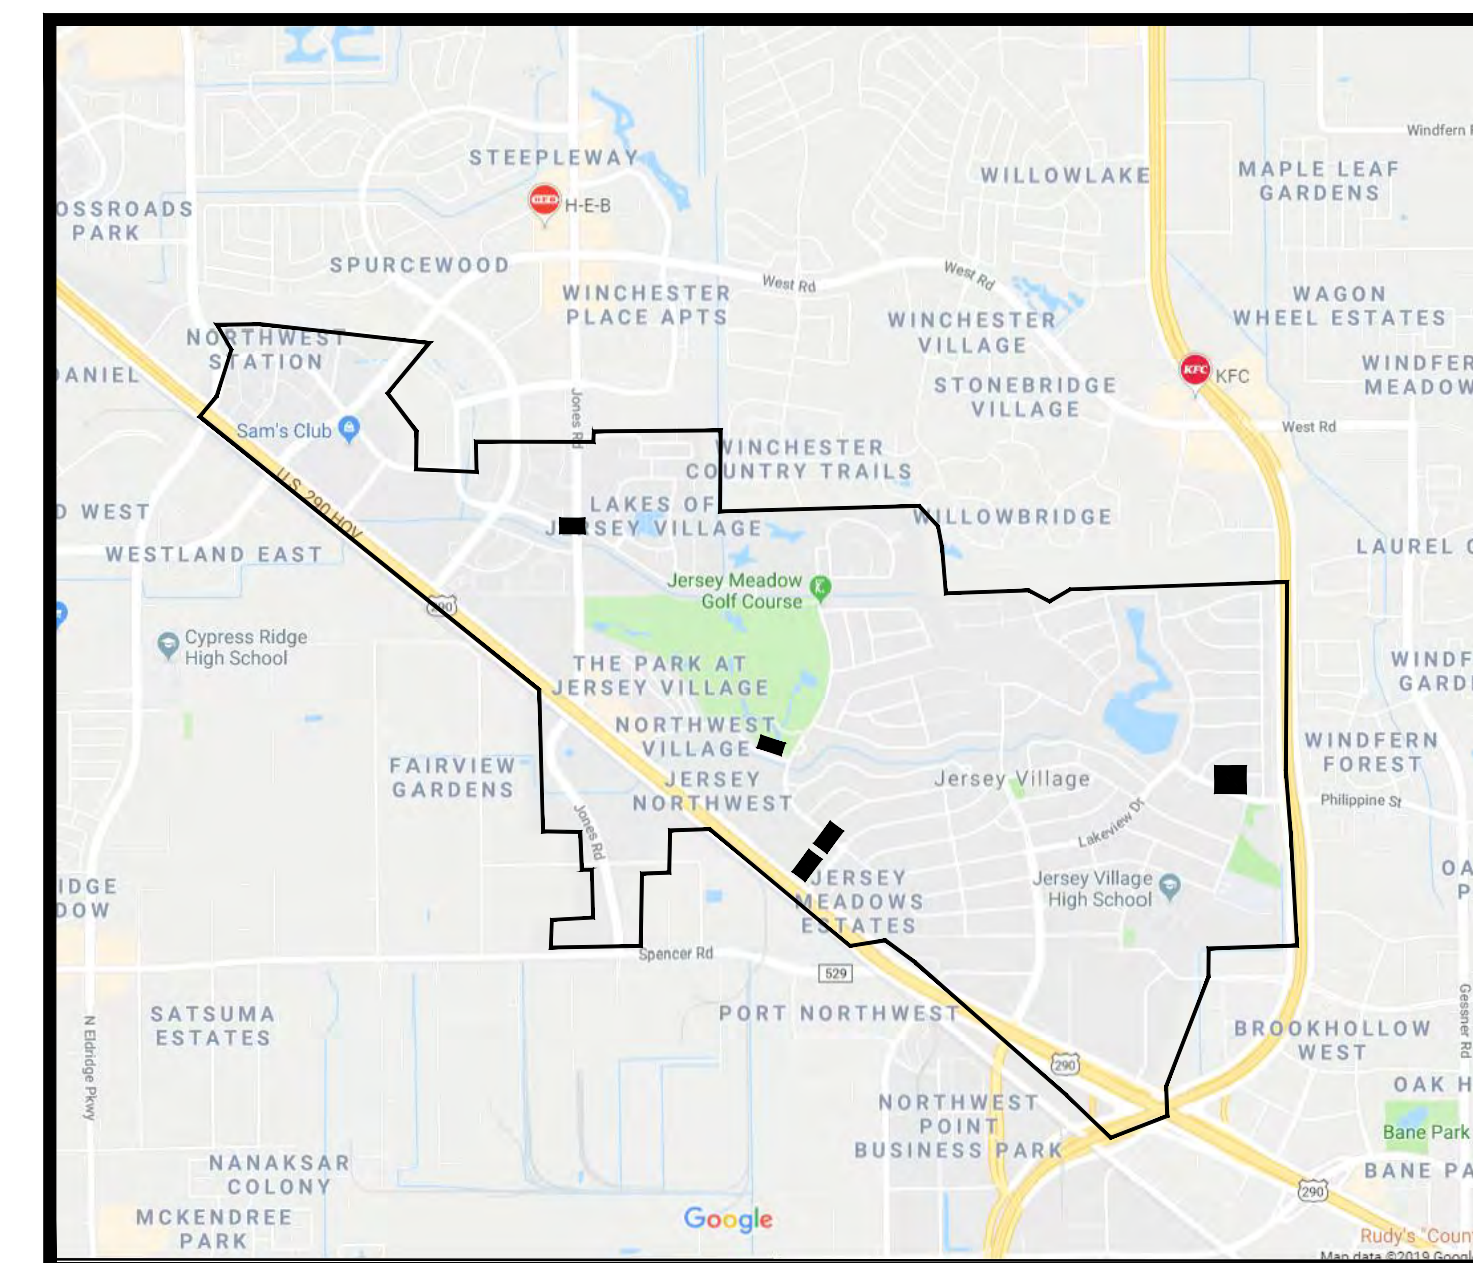 Windfern
STEEPLEWAY
WILLOWLAKE
MAPLE LEAF
GARDENS
H-E-B
H-E-B
OSSROADS
PARK
SPURCEWOOD
West Rd
West Rd
WINCHESTER
PLACE APTS
WAGON
WHEEL ESTATES
WINCHESTER
VILLAGE
NORTHWEST
STATION
DANIEL
KFC
KFC
WINDFER
MEADOW
STONEBRIDGE
VILLAGE
Jones Rd
Sam's Club
West Rd
WINCHESTER
COUNTRY TRAILS
U.S. 290 HOV
D WEST
LAKES OF
JERSEY VILLAGE
WILLOWBRIDGE
WESTLAND EAST
LAUREL
Jersey Meadow
Golf Course
290
Cypress Ridge
High School
THE PARK AT
JERSEY VILLAGE
WINDF
GARD
NORTHWEST
VILLAGE
WINDFERN
FOREST
FAIRVIEW
GARDENS
JERSEY
NORTHWEST
Jersey Village
Philippine St
Jones Rd
Lakeview Dr
IDGE
DOW
JERSEY
MEADOWS
ESTATES
Jersey Village
High School
OA
P
Spencer Rd
529
SATSUMA
ESTATES
PORT NORTHWEST
Gessner Rd
BROOKHOLLOW
WEST
N Eldridge Pkwy
290
OAK H
NORTHWEST
POINT
BUSINESS PARK
Bane Park
NANAKSAR
COLONY
BANE PA
290
MCKENDREE
PARK
Google
Rudy's "Coun
Map data ©2019 Google